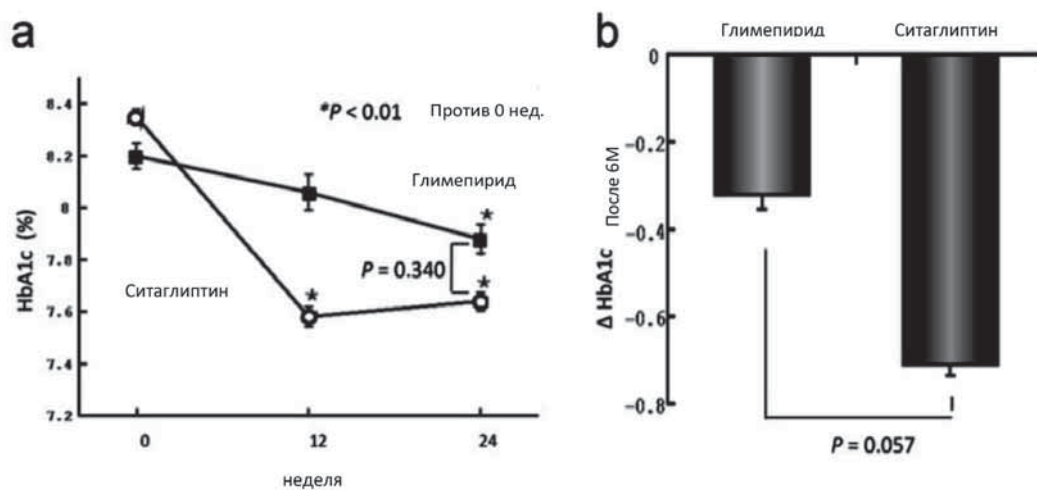 a
HbA1c (%)
8.4
8.2
8
7.8
7.6
7.4
7.2
*P < 0.01
Против 0 нед.
Глимепирид
*
P = 0.340
*
*
Ситаглиптин
0
12
24
неделя
b
Глимепирид
Ситаглиптин
Δ HbA1c
После 6М
0
−0.2
−0.4
−0.6
−0.8
P = 0.057